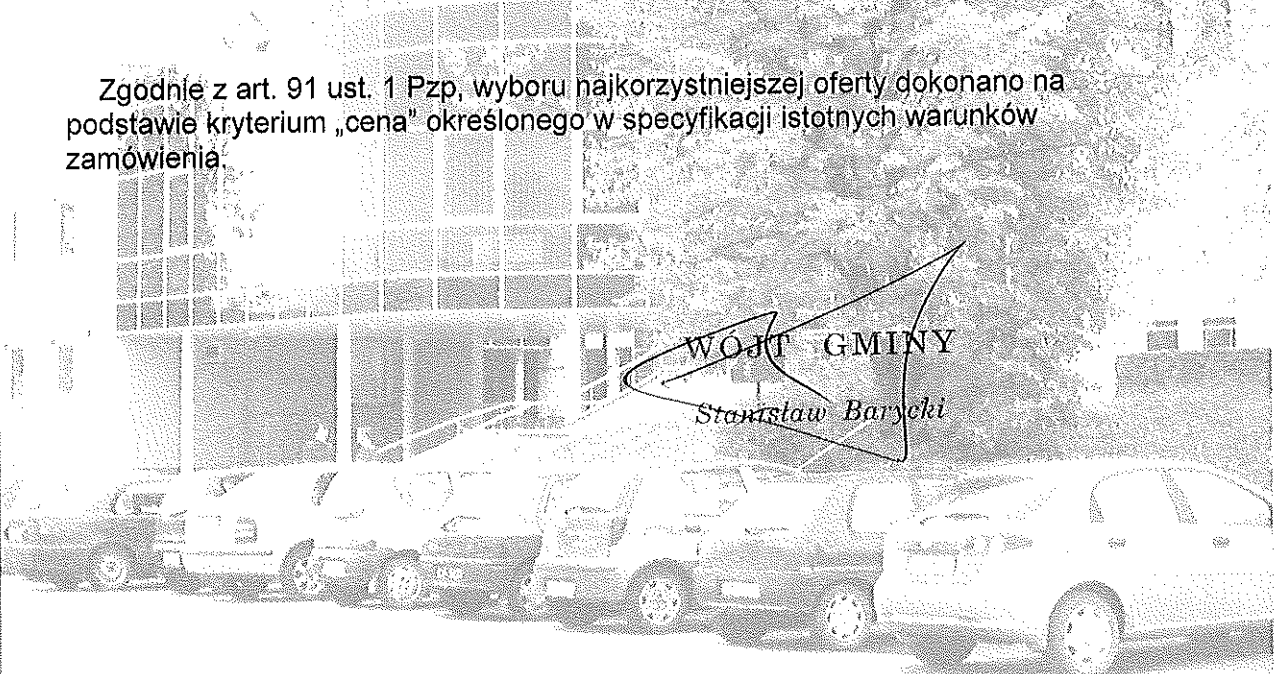 Zgodnie z art. 91 ust. 1 Pzp, wyboru najkorzystniejszej oferty dokonano na
podstawie kryterium „cena” określonego w specyfikacji istotnych warunków
zamówienia.
WÓJT GMINY
Stanisław Barycki